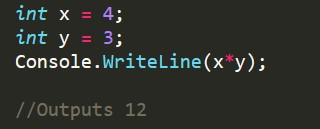 int x = 4;
int y = 3;
Console.WriteLine(x*y);
//Outputs 12